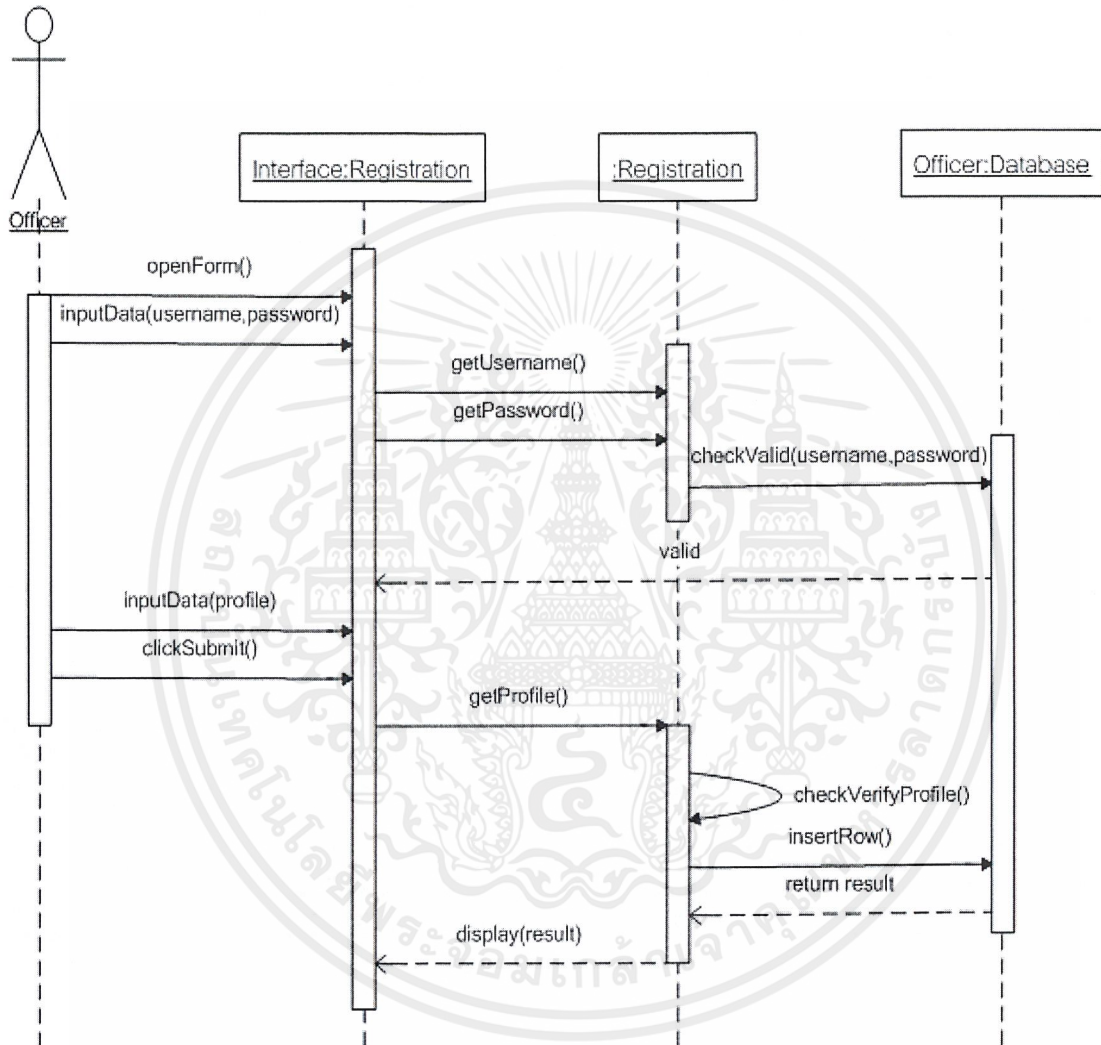 Officer
Interface:Registration
:Registration
Officer:Database
openForm()
inputData(username,password)
getUsername()
getPassword()
checkValid(username,password)
valid
inputData(profile)
clickSubmit()
getProfile()
checkVerifyProfile()
insertRow()
return result
display(result)